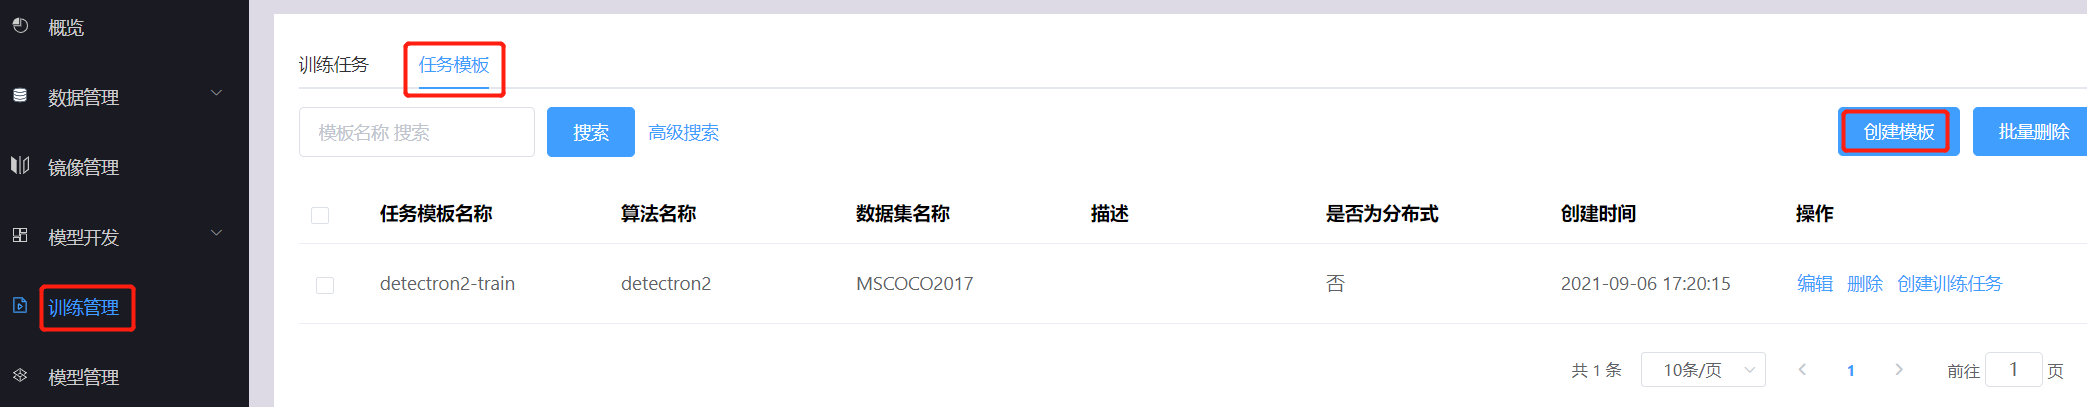 概览
数据管理
镜像管理
模型开发
训练管理
模型管理
训练任务 任务模板
模板名称 搜索 搜索 高级搜索 创建模板 批量删除
任务模板名称 算法名称 数据集名称 描述 是否为分布式 创建时间 操作
detectron2-train detectron2 MSCOCO2017 否 2021-09-06 17:20:15 编辑 删除 创建训练任务
共 1 条 10条/页 1 前往 1 页